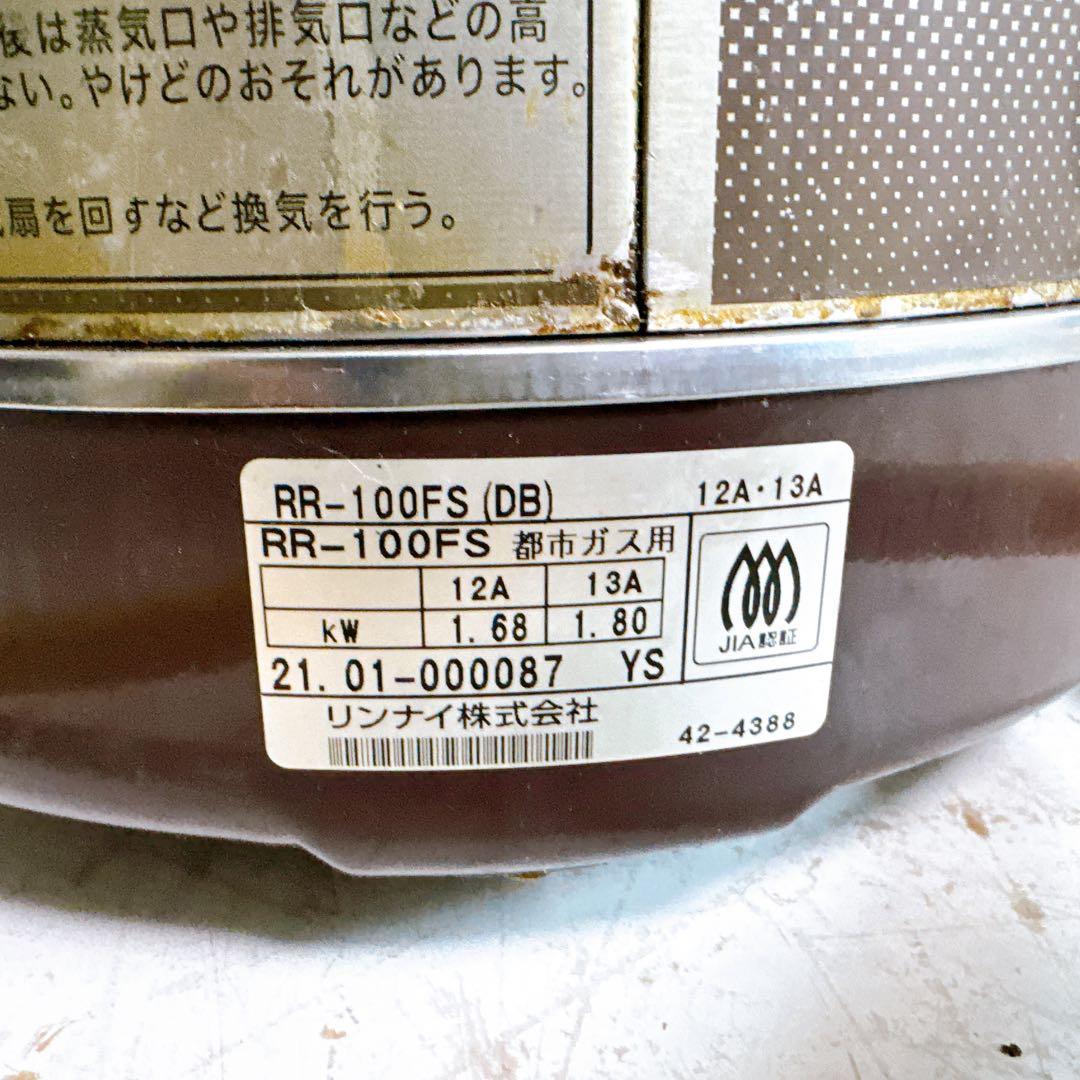 後は蒸気口や排気口などの高
ない。やけどのおそれがあります。
気扇を回すなど換気を行う。
RR-100FS(DB) 12A・13A
RR-100FS 都市ガス用
12A 13A
kW 1.68 1.80
JIA認証
21.01-000087 YS
リンナイ株式会社
42-4388